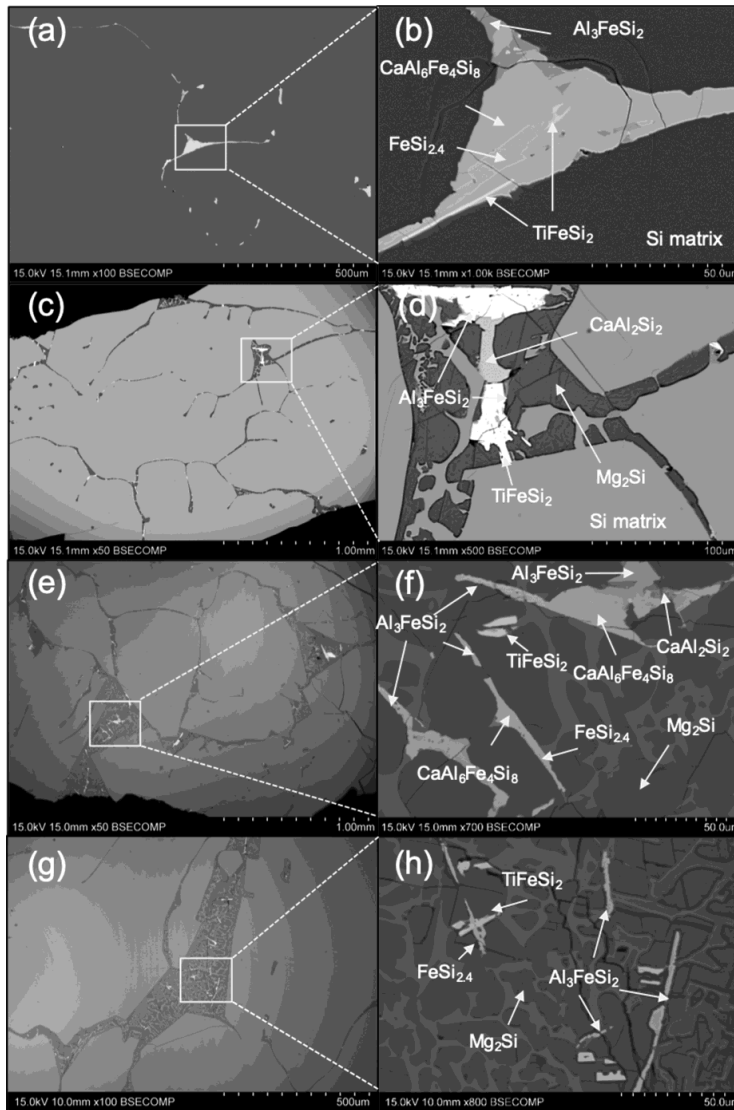 (a)
15.0kV 15.1mm x100 BSECOMP 500um
(b)
Al₃FeSi₂
CaAl₆Fe₄Si₈
FeSi₂.₄
TiFeSi₂
Si matrix
15.0kV 15.1mm x1.00k BSECOMP 50.0um
(c)
15.0kV 15.1mm x50 BSECOMP 1.00mm
(d)
CaAl₂Si₂
Al₃FeSi₂
Mg₂Si
TiFeSi₂
Si matrix
15.0kV 15.1mm x500 BSECOMP 100um
(e)
15.0kV 15.0mm x50 BSECOMP 1.00mm
(f)
Al₃FeSi₂
Al₃FeSi₂
CaAl₂Si₂
TiFeSi₂
CaAl₆Fe₄Si₈
Mg₂Si
FeSi₂.₄
CaAl₆Fe₄Si₈
15.0kV 15.0mm x700 BSECOMP 50.0um
(g)
15.0kV 10.0mm x100 BSECOMP 500um
(h)
TiFeSi₂
FeSi₂.₄
Al₃FeSi₂
Mg₂Si
15.0kV 10.0mm x800 BSECOMP 50.0um